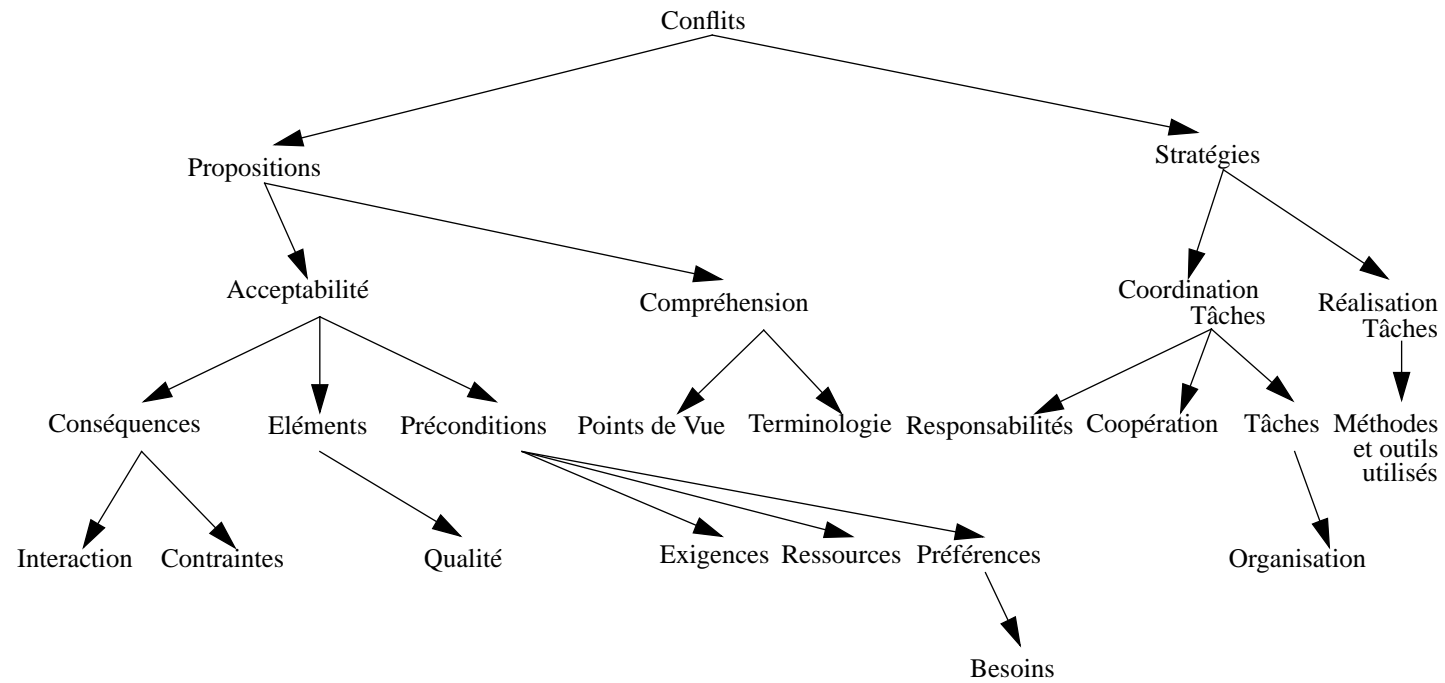 Conflits
Propositions
Stratégies
Acceptabilité
Compréhension
Coordination
Tâches
Réalisation
Tâches
Conséquences
Eléments
Préconditions
Points de Vue
Terminologie
Responsabilités
Coopération
Tâches
Méthodes
et outils
utilisés
Interaction
Contraintes
Qualité
Exigences
Ressources
Préférences
Organisation
Besoins